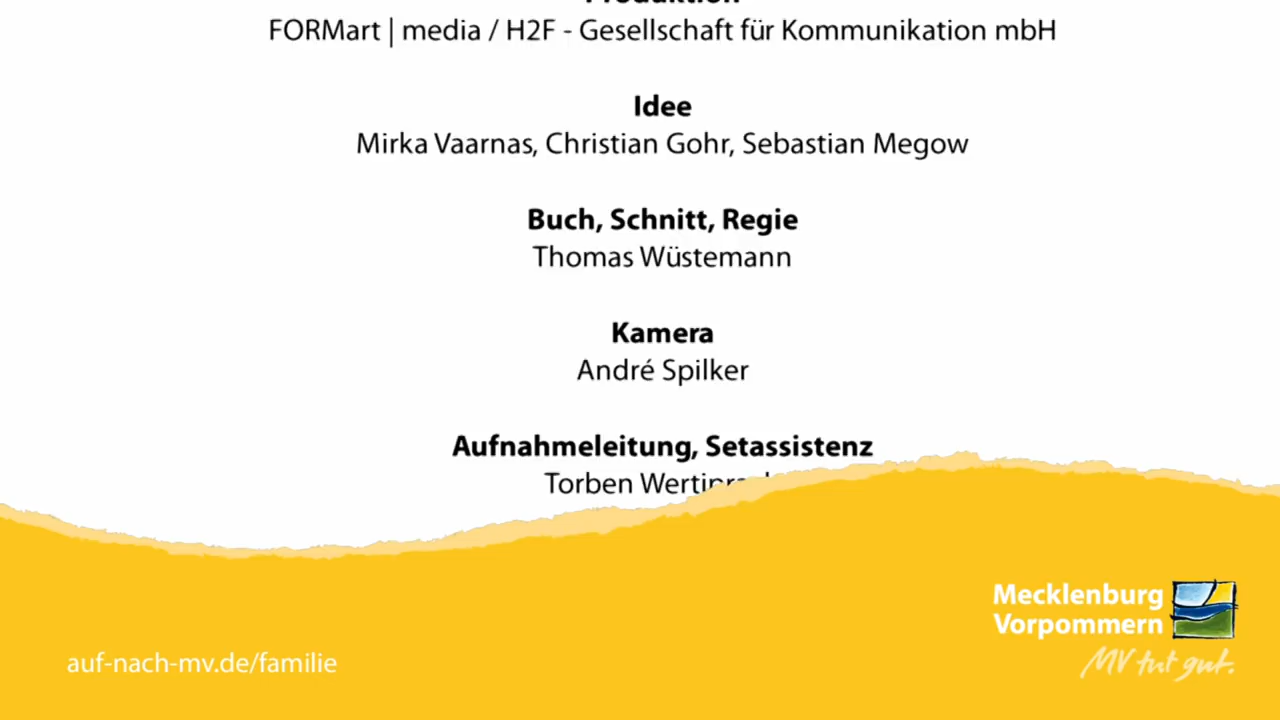 Produktion
FORMart | media / H2F - Gesellschaft für Kommunikation mbH
Idee
Mirka Vaarnas, Christian Gohr, Sebastian Megow
Buch, Schnitt, Regie
Thomas Wüstemann
Kamera
André Spilker
Aufnahmeleitung, Setassistenz
Torben
Mecklenburg
Vorpommern
MV tut gut.
auf-nach-mv.de/familie